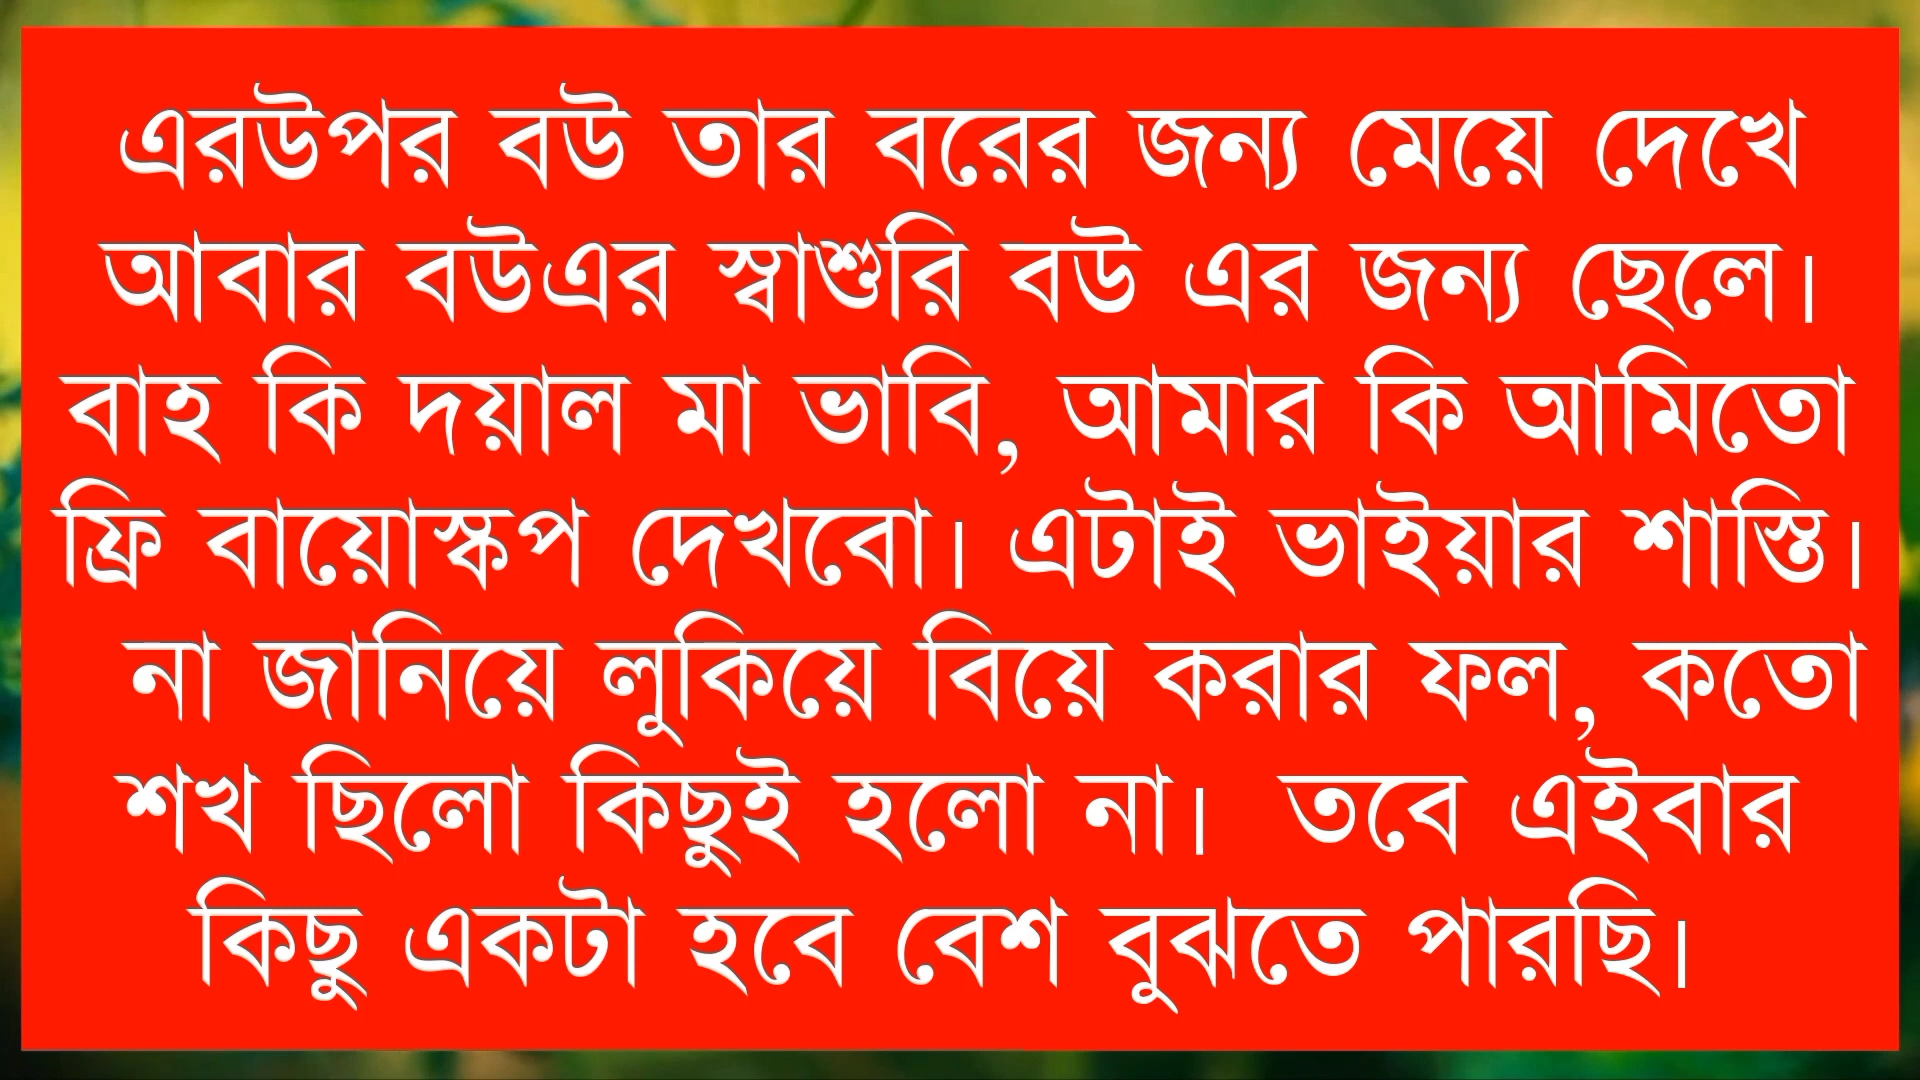 এরউপর বউ তার বরের জন্য মেয়ে দেখে
আবার বউএর স্বাশুরি বউ এর জন্য ছেলে।
বাহ কি দয়াল মা ভাবি, আমার কি আমিতো
ফ্রি বায়োস্কপ দেখবো। এটাই ভাইয়ার শাস্তি।
না জানিয়ে লুকিয়ে বিয়ে করার ফল, কতো
শখ ছিলো কিছুই হলো না। তবে এইবার
কিছু একটা হবে বেশ বুঝতে পারছি।